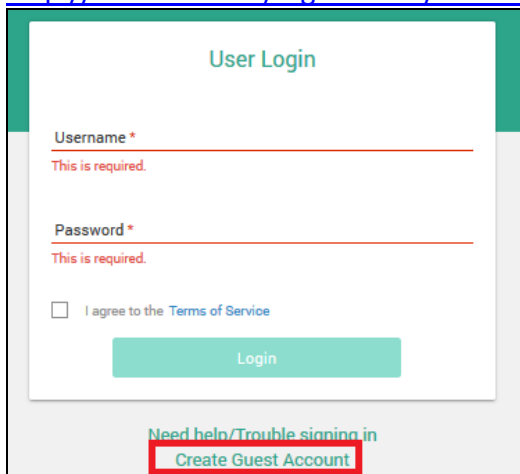 User Login
Username *
This is required.
Password *
This is required.
I agree to the Terms of Service
Login
Need help/Trouble signing in
Create Guest Account